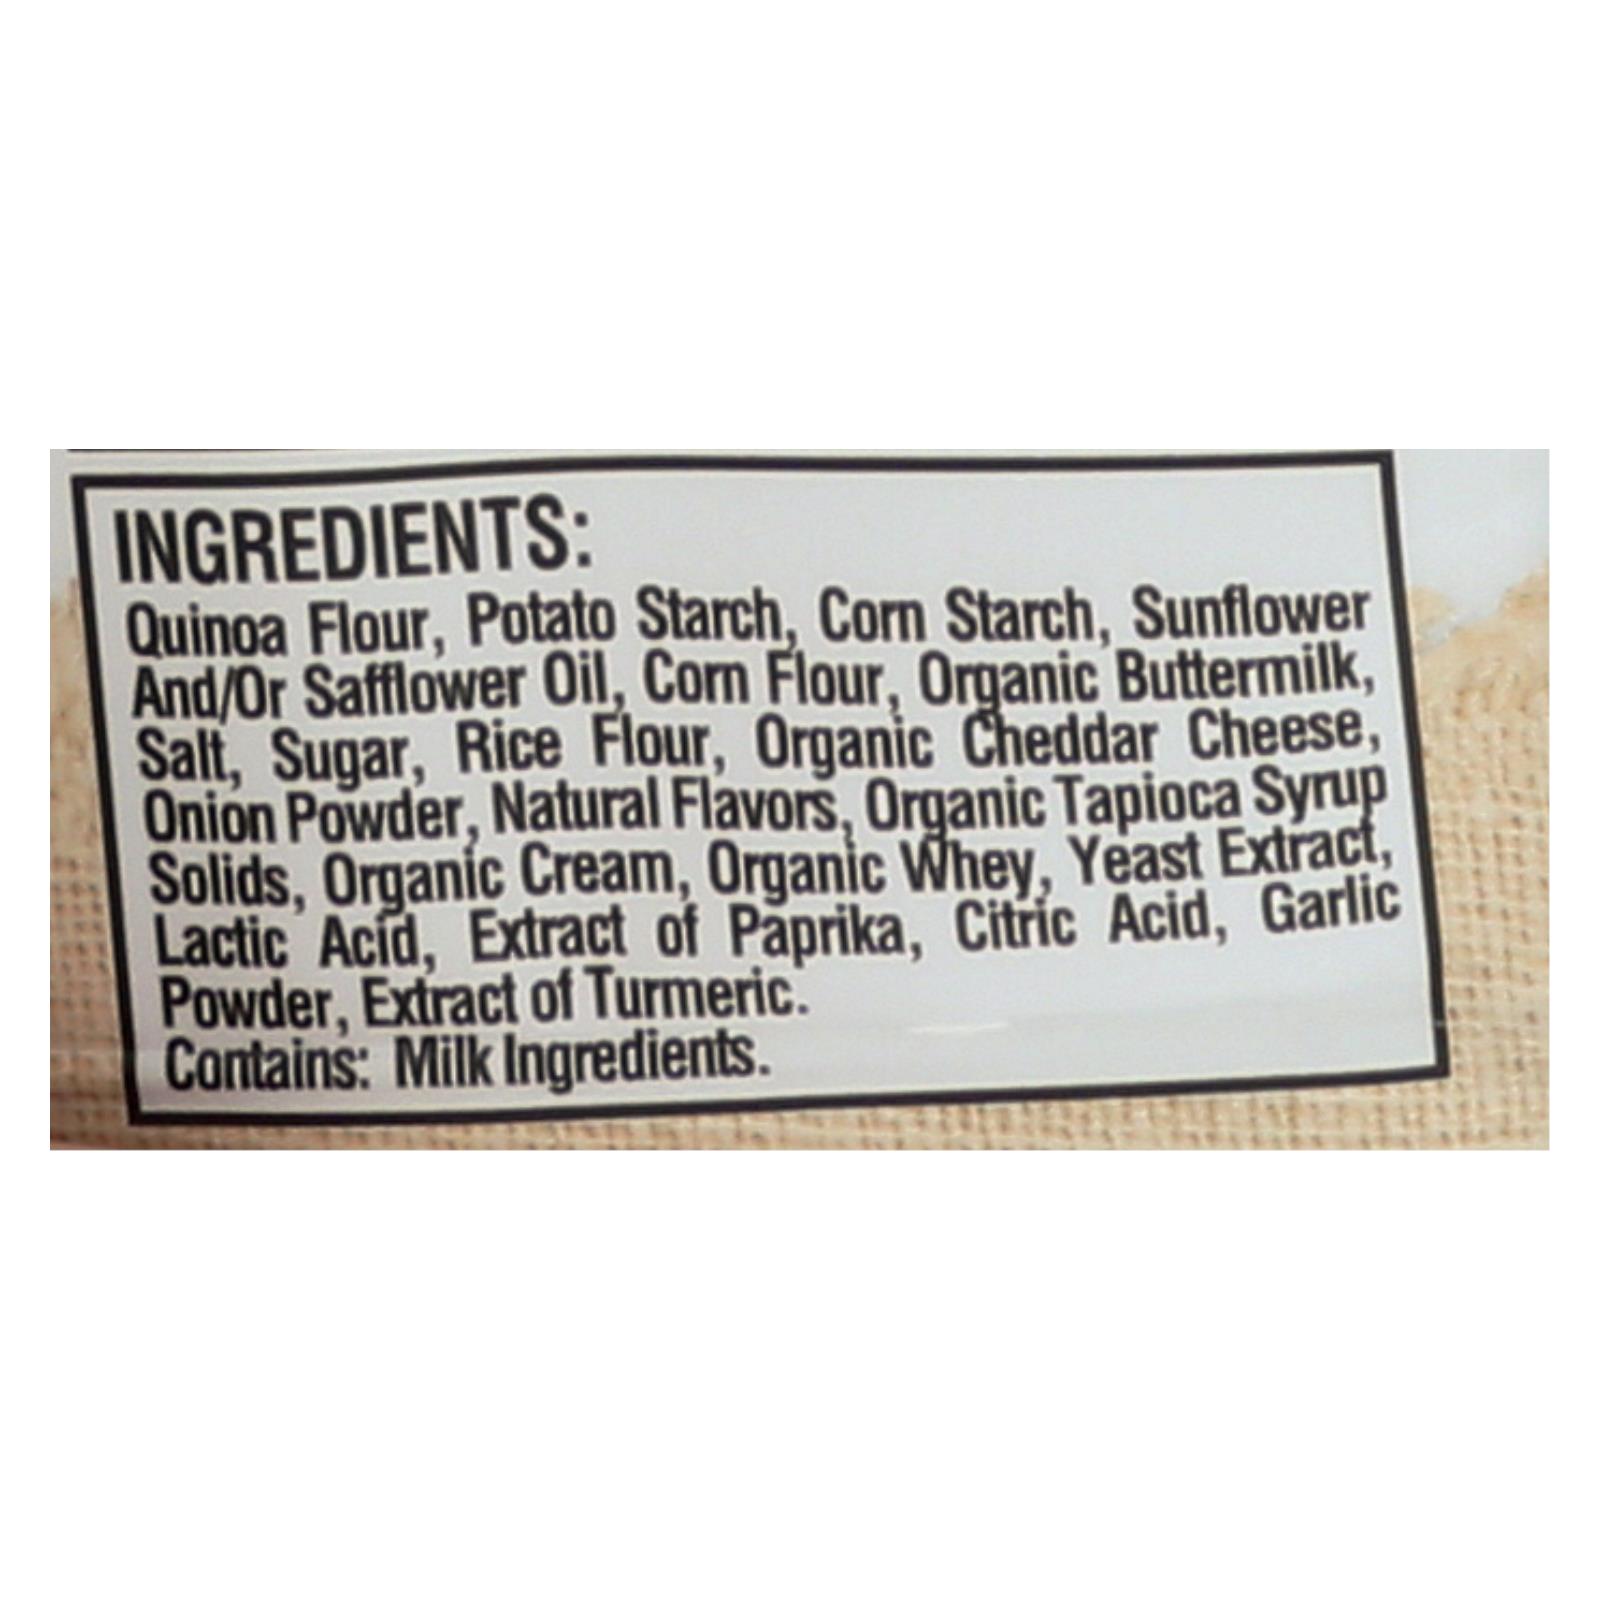 INGREDIENTS:
Quinoa Flour, Potato Starch, Corn Starch, Sunflower
And/Or Safflower Oil, Corn Flour, Organic Buttermilk,
Salt, Sugar, Rice Flour, Organic Cheddar Cheese,
Onion Powder, Natural Flavors, Organic Tapioca Syrup
Solids, Organic Cream, Organic Whey, Yeast Extract,
Lactic Acid, Extract of Paprika, Citric Acid, Garlic
Powder, Extract of Turmeric.
Contains: Milk Ingredients.